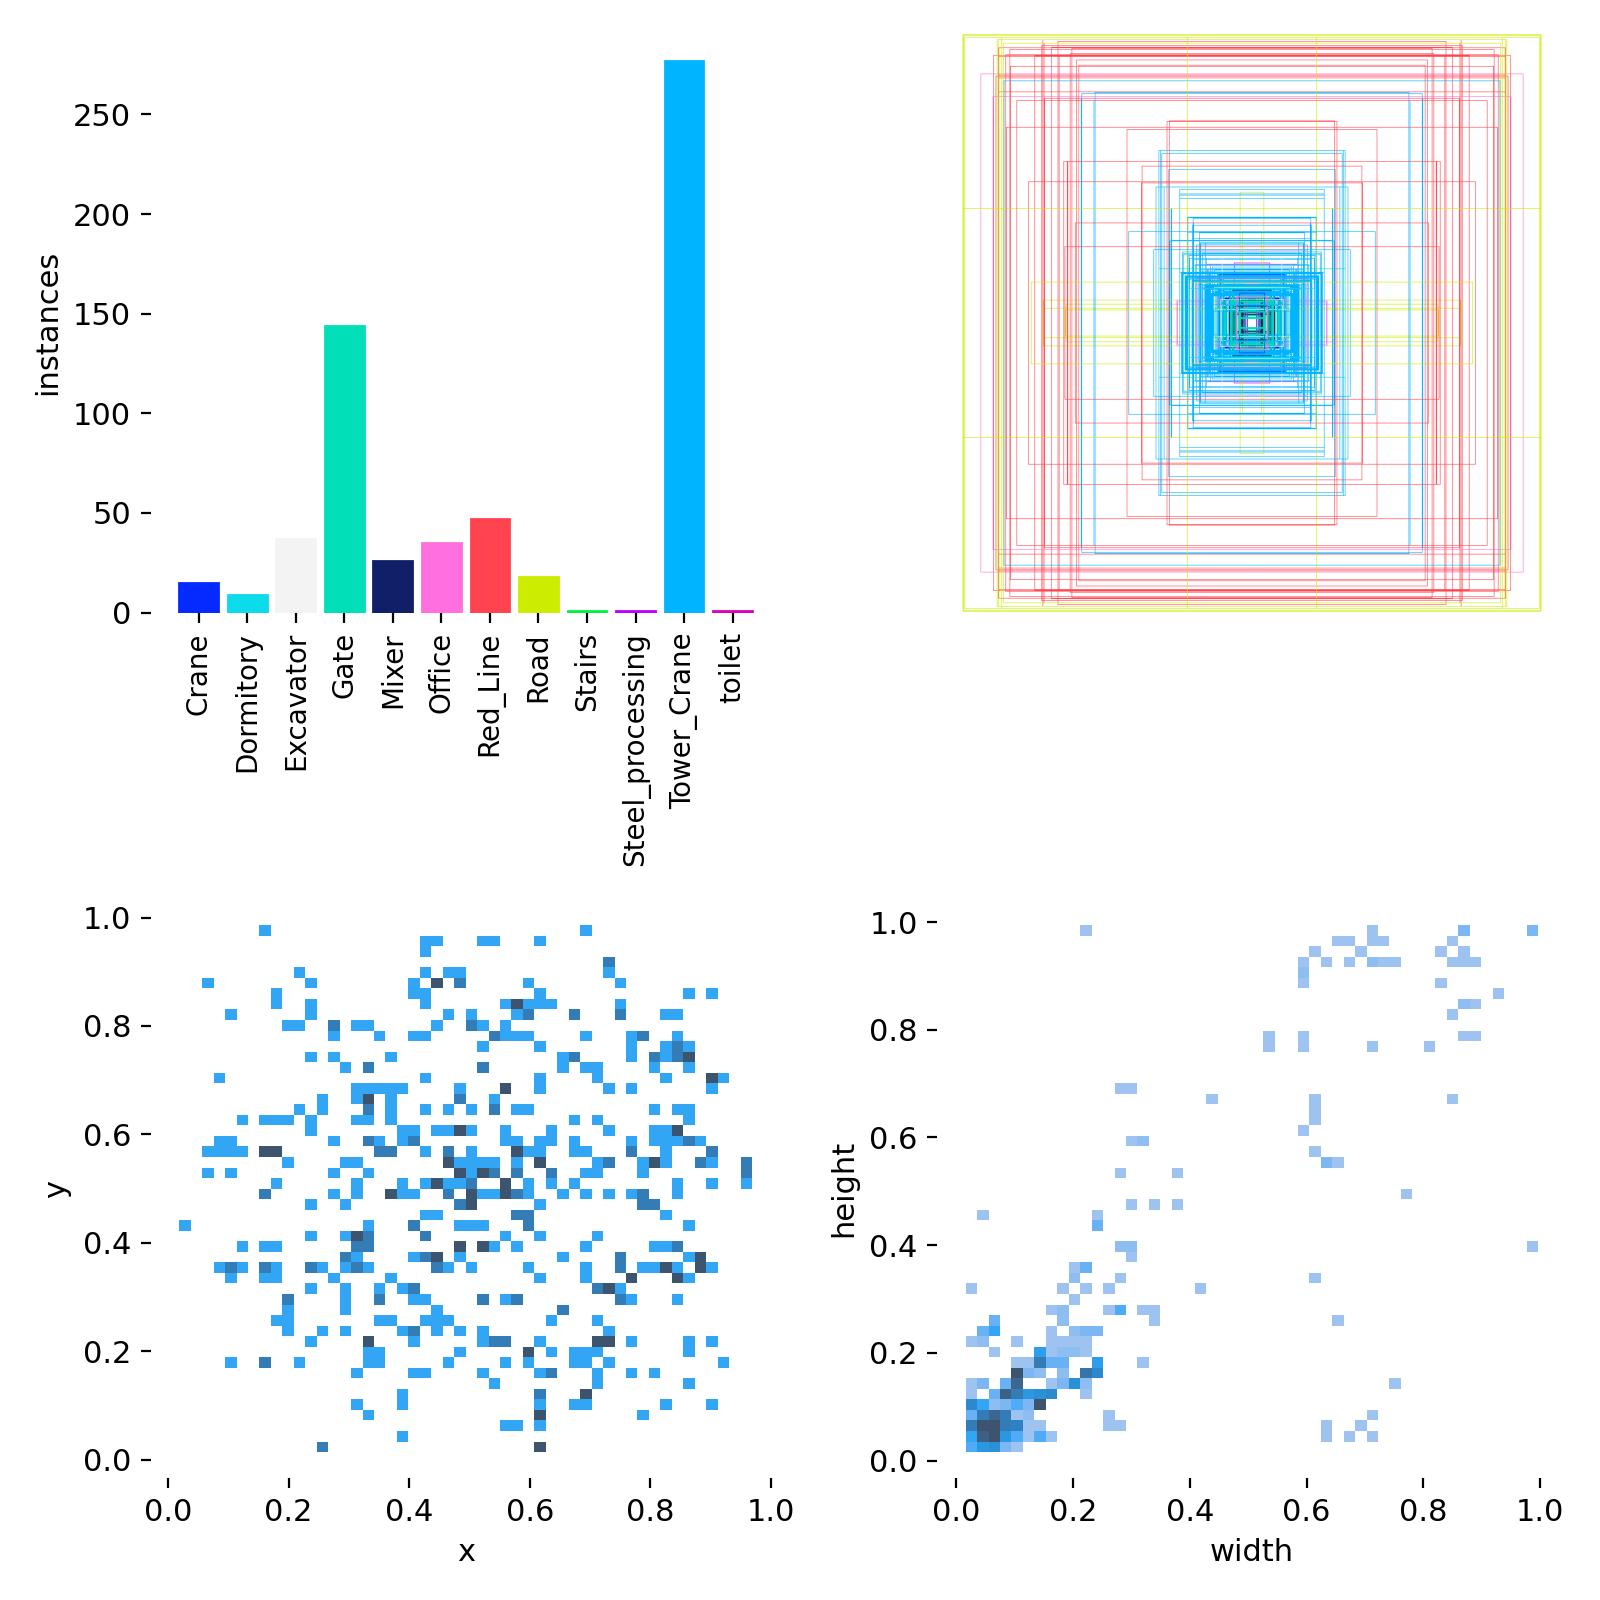 instances
250
200
150
100
50
0
Crane
Dormitory
Excavator
Gate
Mixer
Office
Red_Line
Road
Stairs
Steel_processing
Tower_Crane
toilet
y
1.0
0.8
0.6
0.4
0.2
0.0
0.0 0.2 0.4 0.6 0.8 1.0
x
height
1.0
0.8
0.6
0.4
0.2
0.0
0.0 0.2 0.4 0.6 0.8 1.0
width